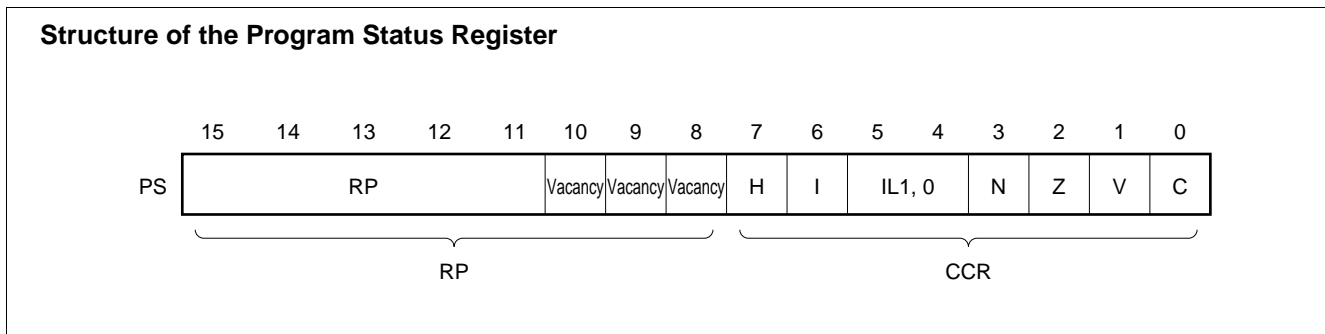 Structure of the Program Status Register
15 14 13 12 11 10 9 8 7 6 5 4 3 2 1 0
PS RP Vacancy Vacancy Vacancy H I IL1, 0 N Z V C
RP CCR